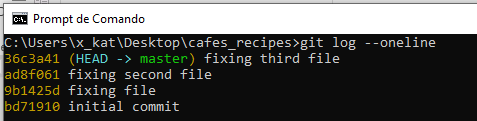 Prompt de Comando
C:\Users\x_kat\Desktop\cafes_recipes>git log --oneline
36c3a41 (HEAD -> master) fixing third file
ad8f061 fixing second file
9b1425d fixing file
bd71910 initial commit